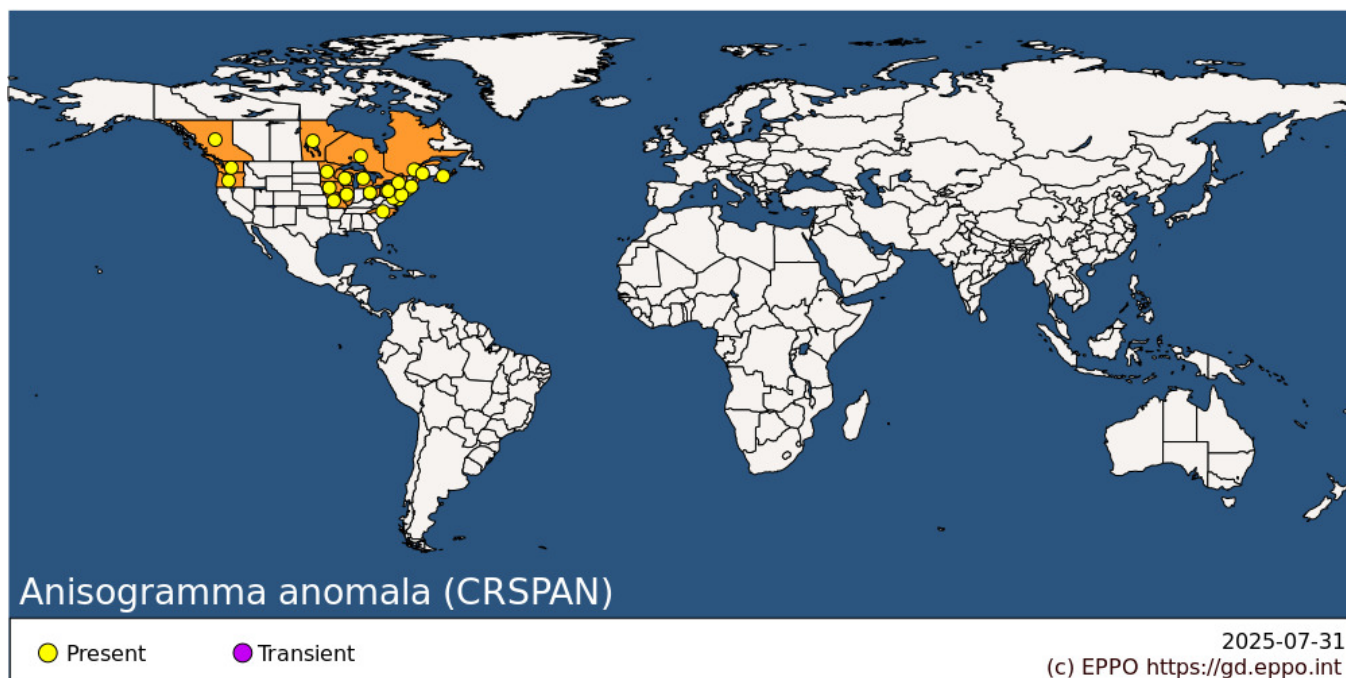 Anisogramma anomala (CRSPAN)
Present
Transient
2025-07-31
(c) EPPO https://gd.eppo.int